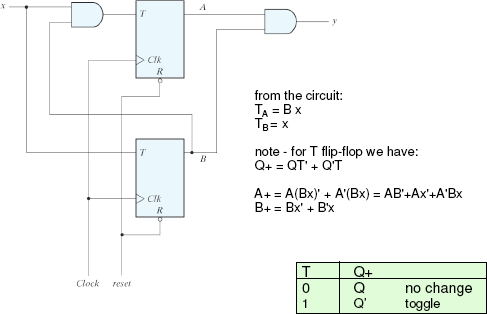 x
T
A
y
Clk
R
T
B
Clk
R
Clock reset
from the circuit:
TA = B x
TB= x
note - for T flip-flop we have:
Q+ = QT' + Q'T
A+ = A(Bx)' + A'(Bx) = AB'+Ax'+A'Bx
B+ = Bx' + B'x
T Q+
0 Q no change
1 Q' toggle